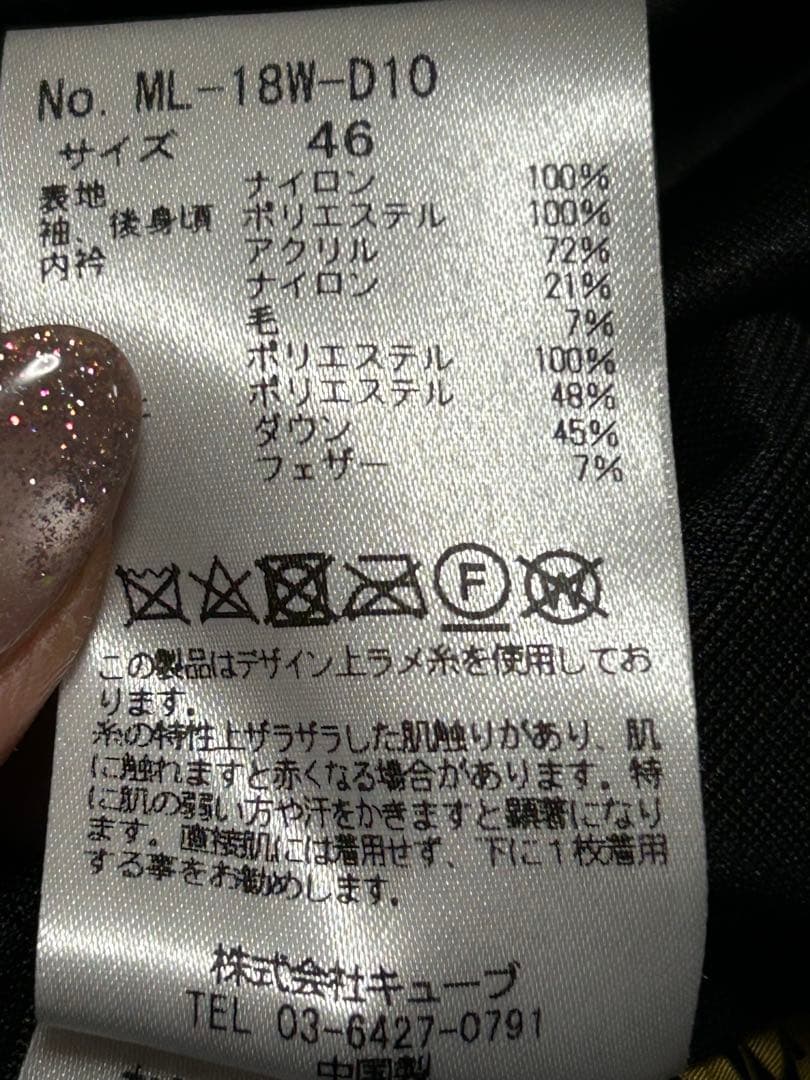 No. ML-18W-D10
サイズ 46
表地 ナイロン 100%
袖、後身頃 ポリエステル 100%
内衿 アクリル 72%
ナイロン 21%
毛 7%
ポリエステル 100%
ポリエステル 48%
ダウン 45%
フェザー 7%
F W
この製品はデザイン上ラメ糸を使用してお
ります。
糸の特性上ザラザラした肌触りがあり、肌
に触れますと赤くなる場合があります。特
に肌の弱い方や汗をかきますと顕著になり
ます。直接肌には着用せず、下に1枚着用
する事をお勧めします。
株式会社キューブ
TEL 03-6427-0791
中国製